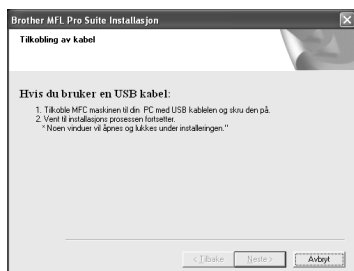 Brother MFL Pro Suite Installasjon
Tilkobling av kabel
Hvis du bruker en USB kabel:
1. Tilkoble MFC maskinen til din PC med USB kablelen og skru den på.
2. Vent til installasjons prosessen fortsetter.
"Noen vinduer vil åpnes og lukkes under installeringen."
< Tilbake
Neste >
Avbryt